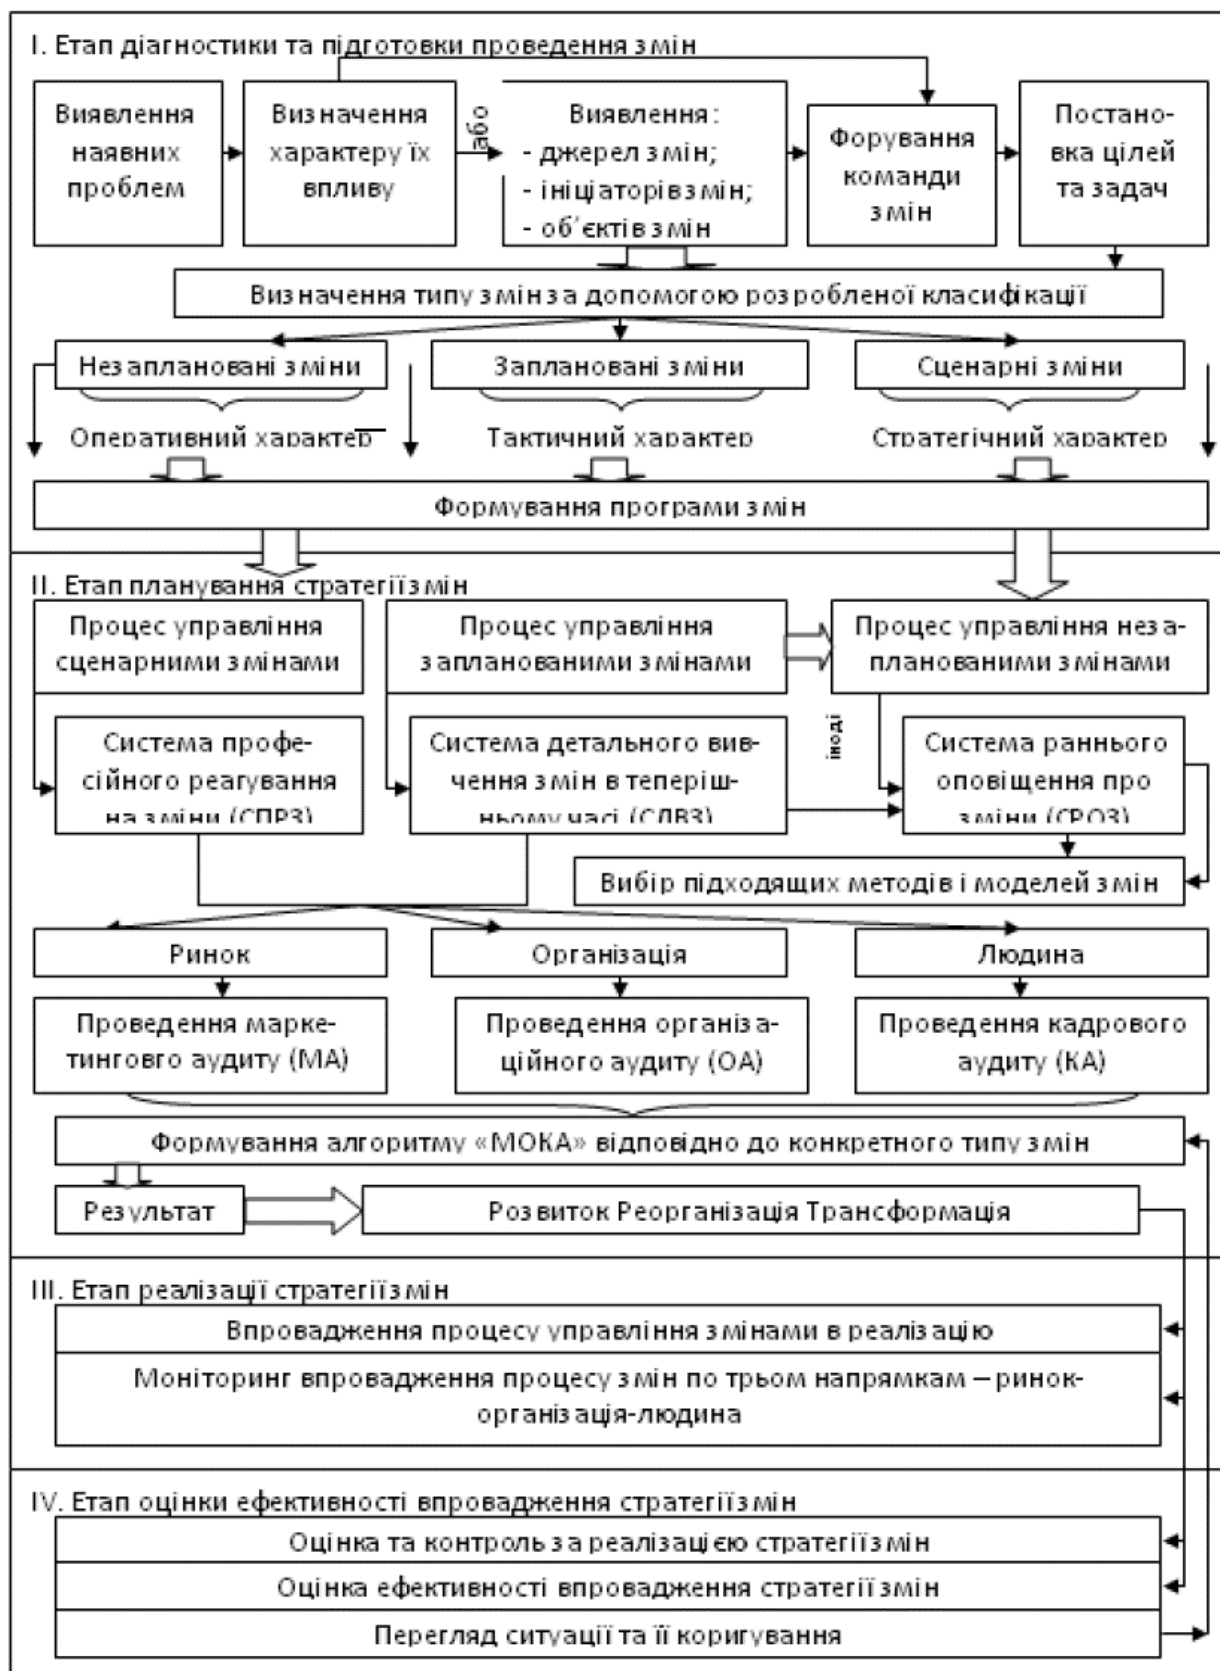 I. Етап діагностики та підготовки проведення змін
Виявлення
наявних
проблем
Визначення
характеру їх
впливу
або
Виявлення:
- джерел змін;
- ініціаторів змін;
- об'єктів змін
Форування
команди
змін
Постано-
вка цілей
та задач
Визначення типу змін за допомогою розробленої класифікації
Незаплановані зміни
Заплановані зміни
Сценарні зміни
Оперативний характер
Тактичний характер
Стратегічний характер
Формування програми змін
II. Етап планування стратегії змін
Процес управління
сценарними змінами
Процес управління
запланованими змінами
Процес управління неза-
планованими змінами
Система профе-
сійного реагування
на зміни (СПРЗ)
Система детального вив-
чення змін в теперіш-
ньому часі (СДВЗ)
іноді
Система раннього
оповіщення про
зміни (СРОЗ)
Вибір підходящих методів і моделей змін
Ринок
Організація
Людина
Проведення марке-
тинговго аудиту (МА)
Проведення організа-
ційного аудиту (ОА)
Проведення кадрового
аудиту (КА)
Формування алгоритму «МОКА» відповідно до конкретного типу змін
Результат
Розвиток Реорганізація Трансформація
III. Етап реалізації стратегії змін
Впровадження процесу управління змінами в реалізацію
Моніторинг впровадження процесу змін по трьом напрямкам – ринок-
організація-людина
IV. Етап оцінки ефективності впровадження стратегії змін
Оцінка та контроль за реалізацією стратегії змін
Оцінка ефективності впровадження стратегії змін
Перегляд ситуації та її коригування